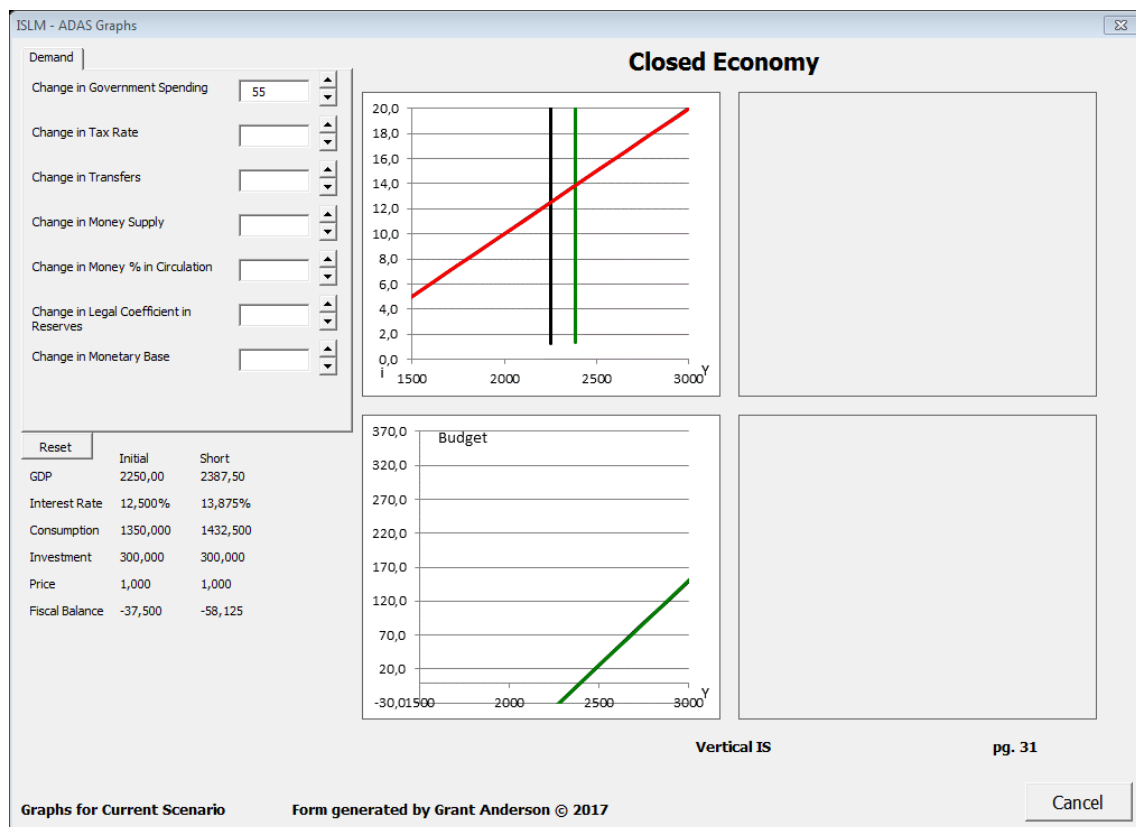 ISLM - ADAS Graphs
Demand
Closed Economy
Change in Government Spending 55
Change in Tax Rate
Change in Transfers
Change in Money Supply
Change in Money % in Circulation
Change in Legal Coefficient in
Reserves
Change in Monetary Base
20,0
18,0
16,0
14,0
12,0
10,0
8,0
6,0
4,0
2,0
0,0
i 1500 2000 2500 3000 Y
Reset
Initial Short
GDP 2250,00 2387,50
Interest Rate 12,500% 13,875%
Consumption 1350,000 1432,500
Investment 300,000 300,000
Price 1,000 1,000
Fiscal Balance -37,500 -58,125
Budget
370,0
320,0
270,0
220,0
170,0
120,0
70,0
20,0
-30,0 1500 2000 2500 3000 Y
Vertical IS pg. 31
Graphs for Current Scenario Form generated by Grant Anderson © 2017
Cancel